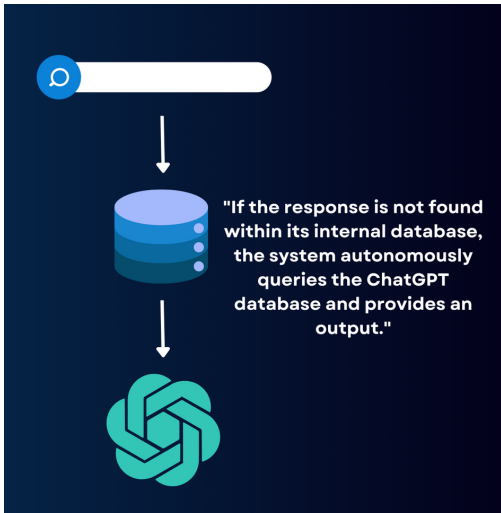 "If the response is not found
within its internal database,
the system autonomously
queries the ChatGPT
database and provides an
output."